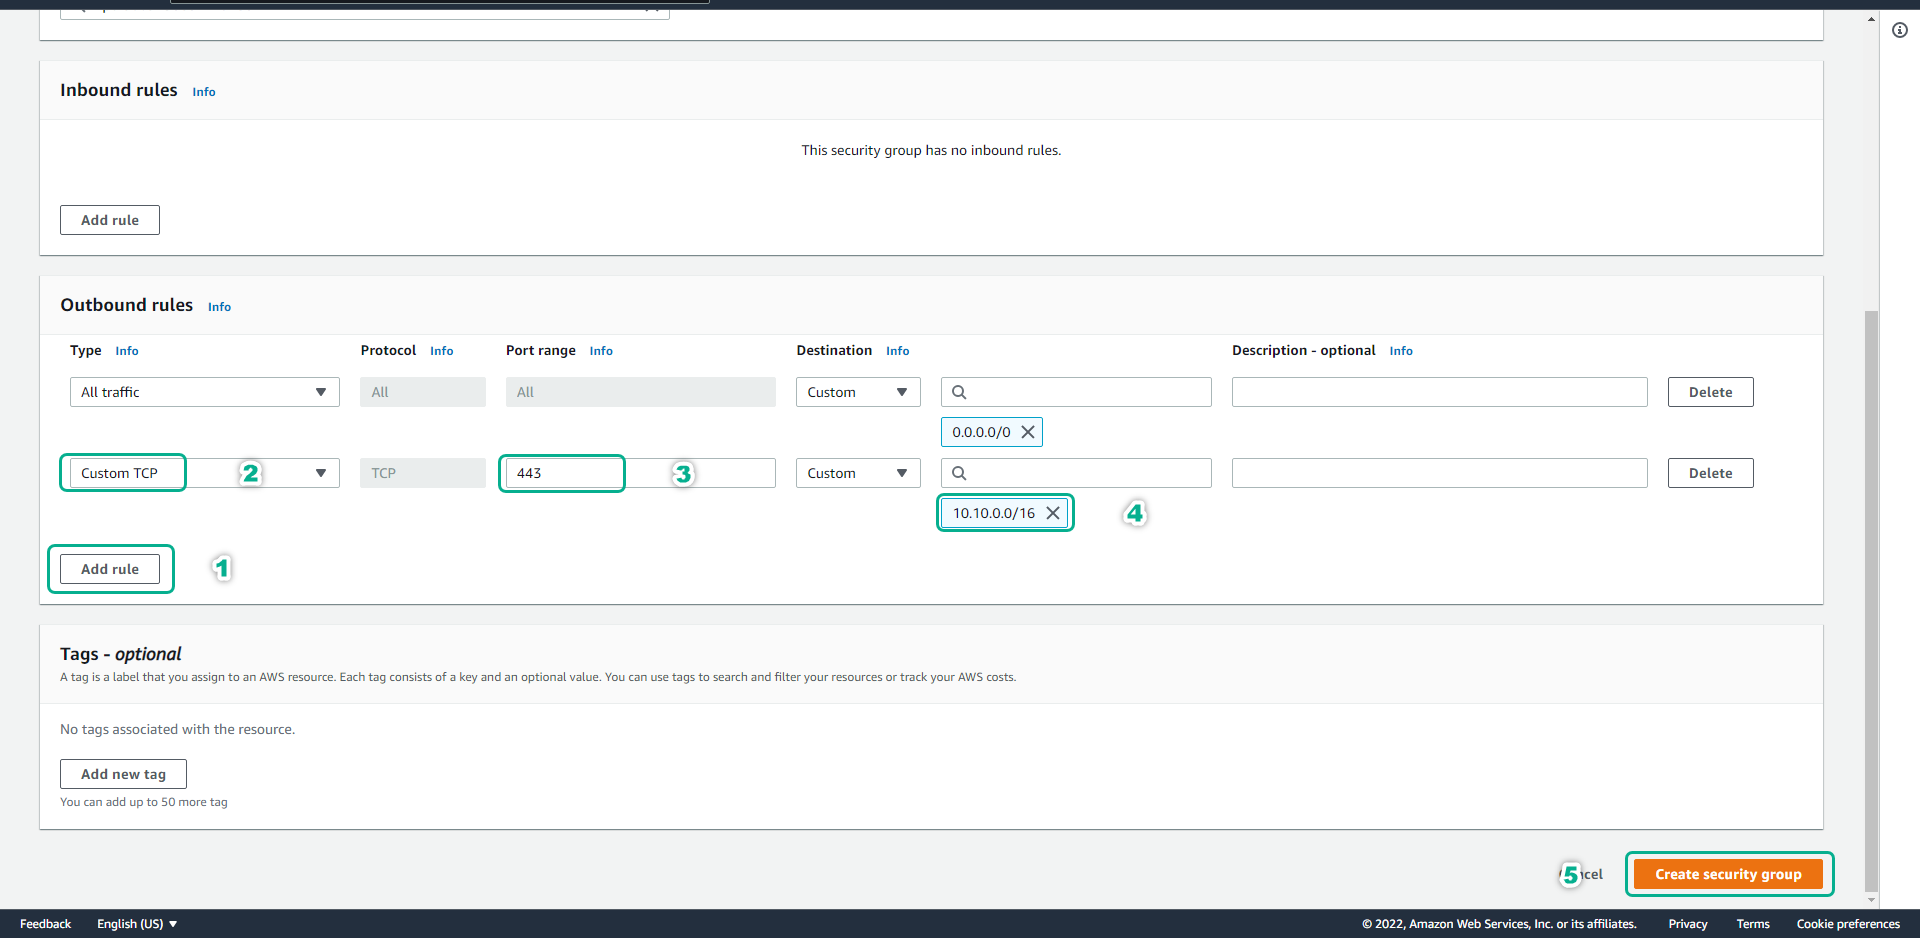 Inbound rules Info
This security group has no inbound rules.
Add rule
Outbound rules Info
Type Info Protocol Info Port range Info Destination Info Description - optional Info
All traffic All All Custom Delete
0.0.0.0/0
Custom TCP 2 TCP 443 3 Custom Delete
10.10.0.0/16 4
Add rule 1
Tags - optional
A tag is a label that you assign to an AWS resource. Each tag consists of a key and an optional value. You can use tags to search and filter your resources or track your AWS costs.
No tags associated with the resource.
Add new tag
You can add up to 50 more tag
5 Create security group
Feedback English (US) © 2022, Amazon Web Services, Inc. or its affiliates. Privacy Terms Cookie preferences